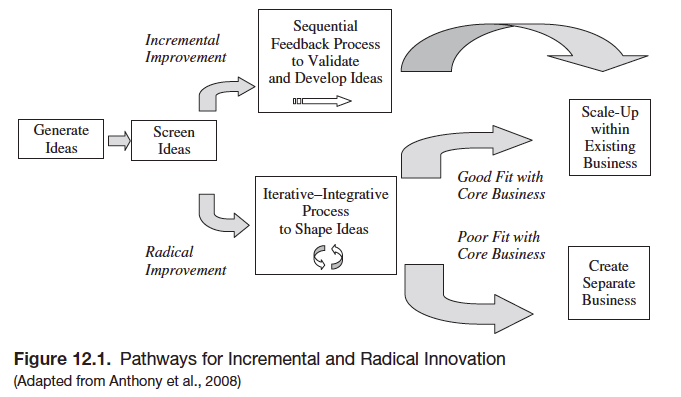 Generate
Ideas
Screen
Ideas
Incremental
Improvement
Sequential
Feedback Process
to Validate
and Develop Ideas
Radical
Improvement
Iterative–Integrative
Process
to Shape Ideas
Good Fit with
Core Business
Poor Fit with
Core Business
Scale-Up
within
Existing
Business
Create
Separate
Business
Figure 12.1. Pathways for Incremental and Radical Innovation
(Adapted from Anthony et al., 2008)